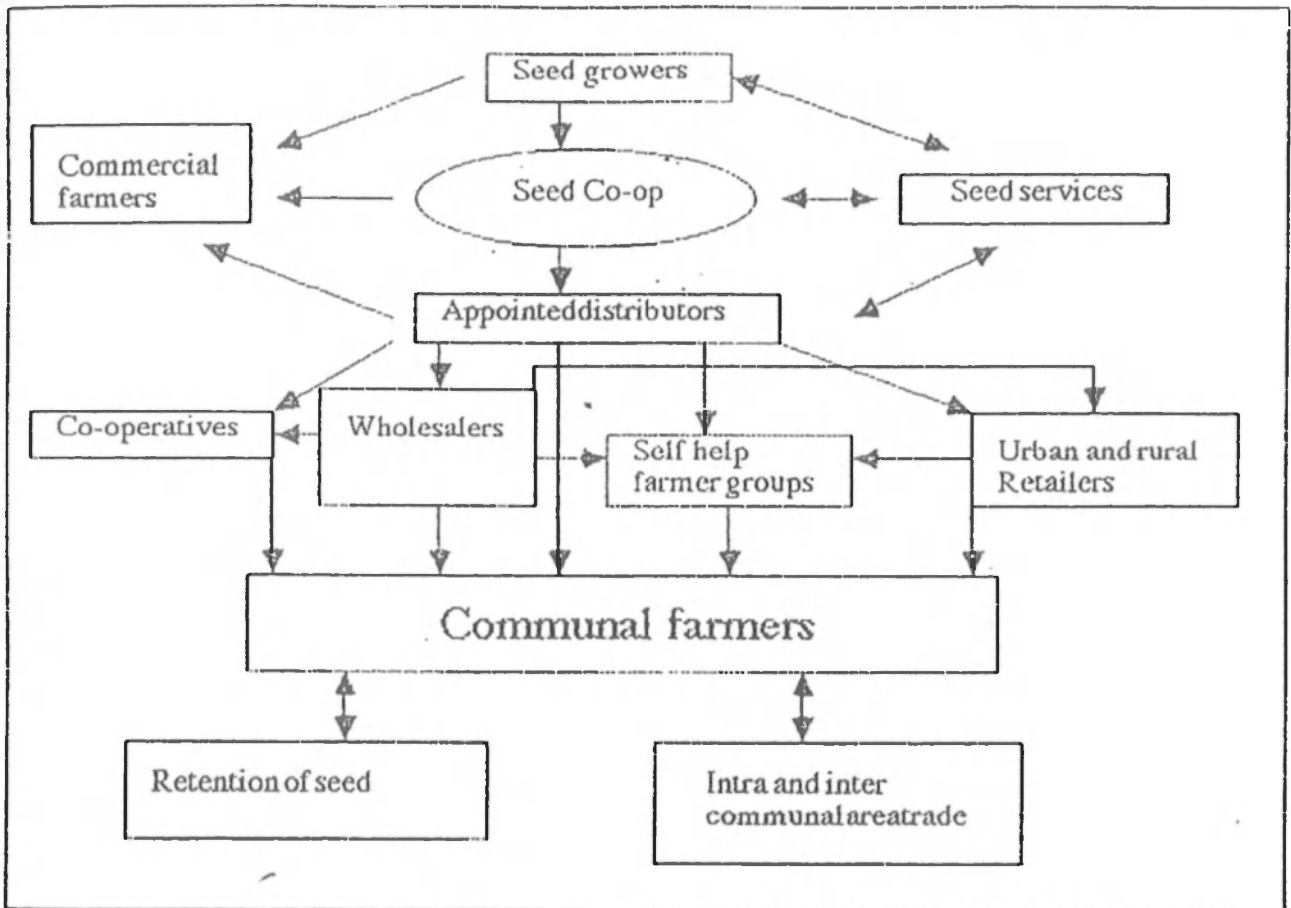 Seed growers
Commercial
farmers
Seed Co-op
Seed services
Appointeddistributors
Co-operatives
Wholesalers
Self help
farmer groups
Urban and rural
Retailers
Communal farmers
Retention of seed
Intra and inter
communalareatrade